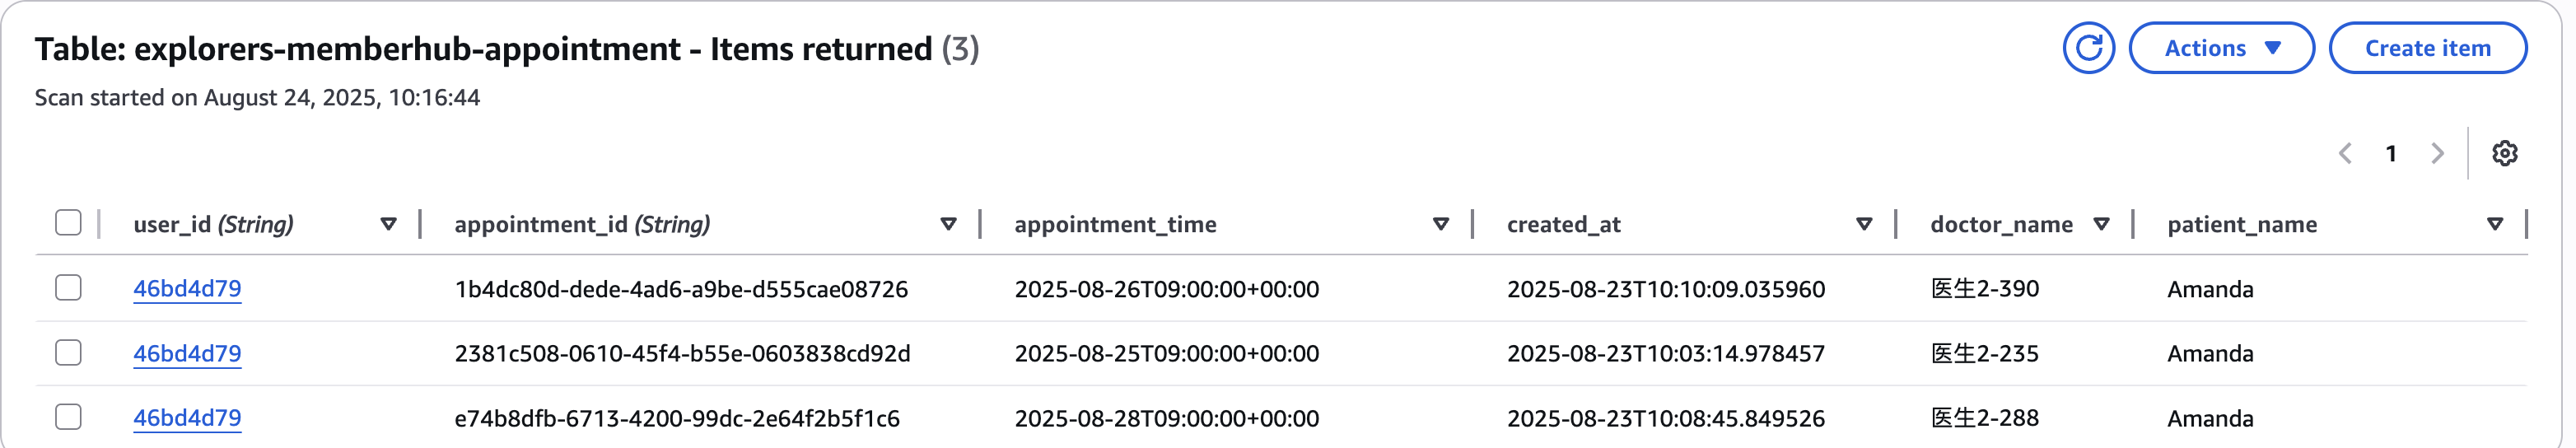 Table: explorers-memberhub-appointment - Items returned (3)
Actions
Create item
Scan started on August 24, 2025, 10:16:44
1
user_id (String) appointment_id (String) appointment_time created_at doctor_name patient_name
46bd4d79 1b4dc80d-dede-4ad6-a9be-d555cae08726 2025-08-26T09:00:00+00:00 2025-08-23T10:10:09.035960 医生2-390 Amanda
46bd4d79 2381c508-0610-45f4-b55e-0603838cd92d 2025-08-25T09:00:00+00:00 2025-08-23T10:03:14.978457 医生2-235 Amanda
46bd4d79 e74b8dfb-6713-4200-99dc-2e64f2b5f1c6 2025-08-28T09:00:00+00:00 2025-08-23T10:08:45.849526 医生2-288 Amanda